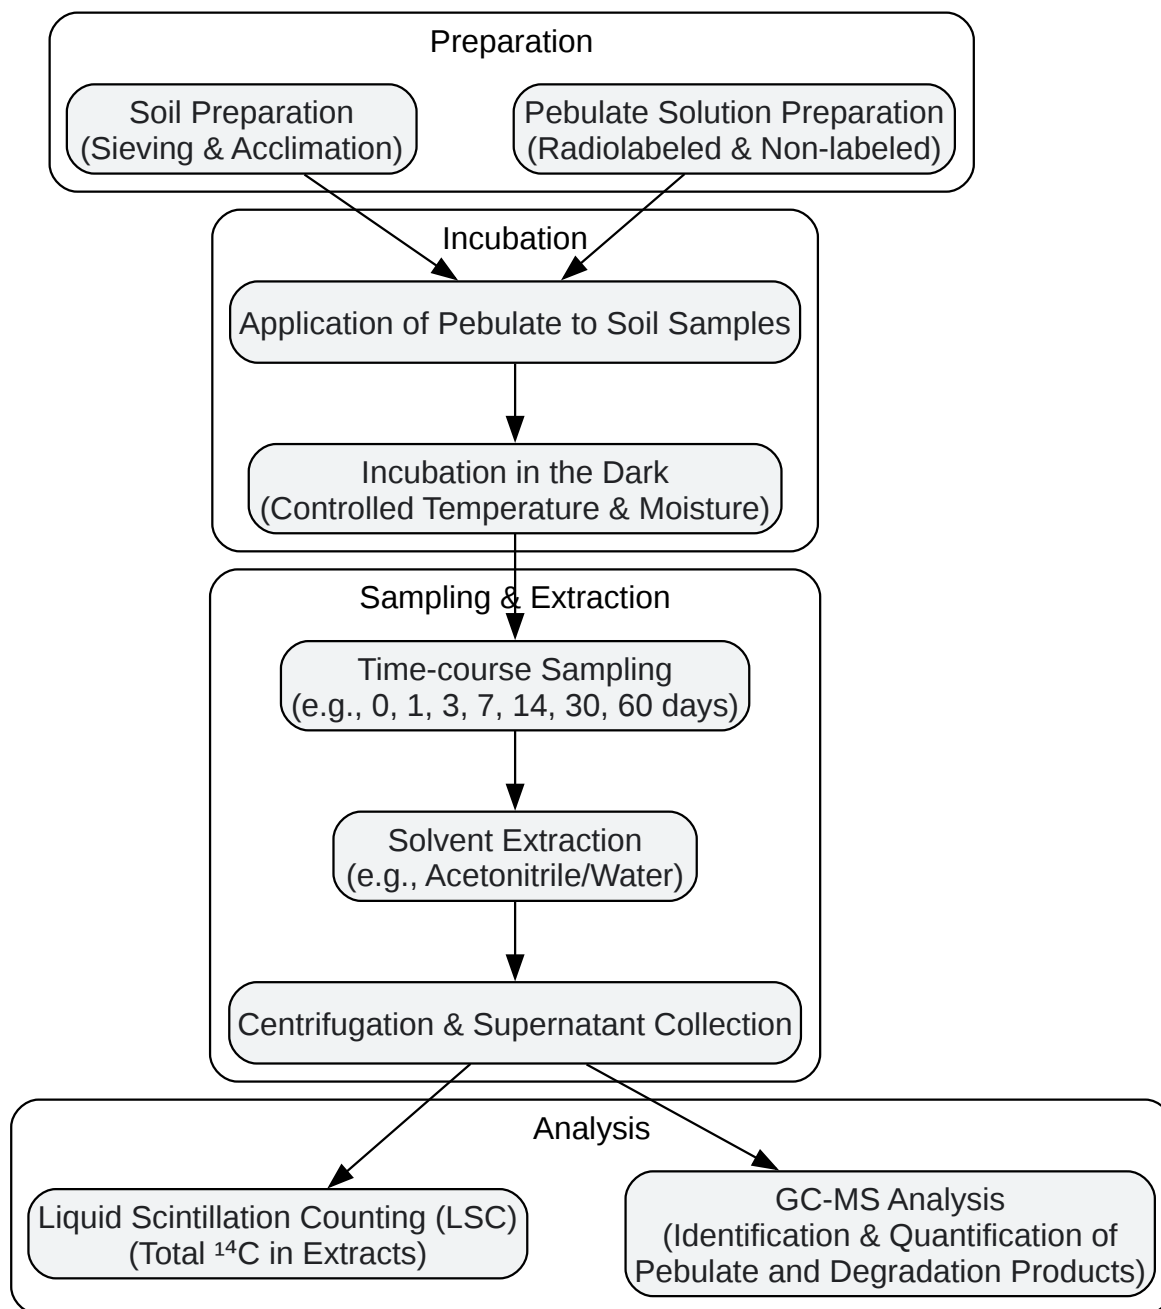 Preparation
Soil Preparation
(Sieving & Acclimation)
Pebulate Solution Preparation
(Radiolabeled & Non-labeled)
Incubation
Application of Pebulate to Soil Samples
Incubation in the Dark
(Controlled Temperature & Moisture)
Sampling & Extraction
Time-course Sampling
(e.g., 0, 1, 3, 7, 14, 30, 60 days)
Solvent Extraction
(e.g., Acetonitrile/Water)
Centrifugation & Supernatant Collection
Analysis
Liquid Scintillation Counting (LSC)
(Total ¹⁴C in Extracts)
GC-MS Analysis
(Identification & Quantification of
Pebulate and Degradation Products)